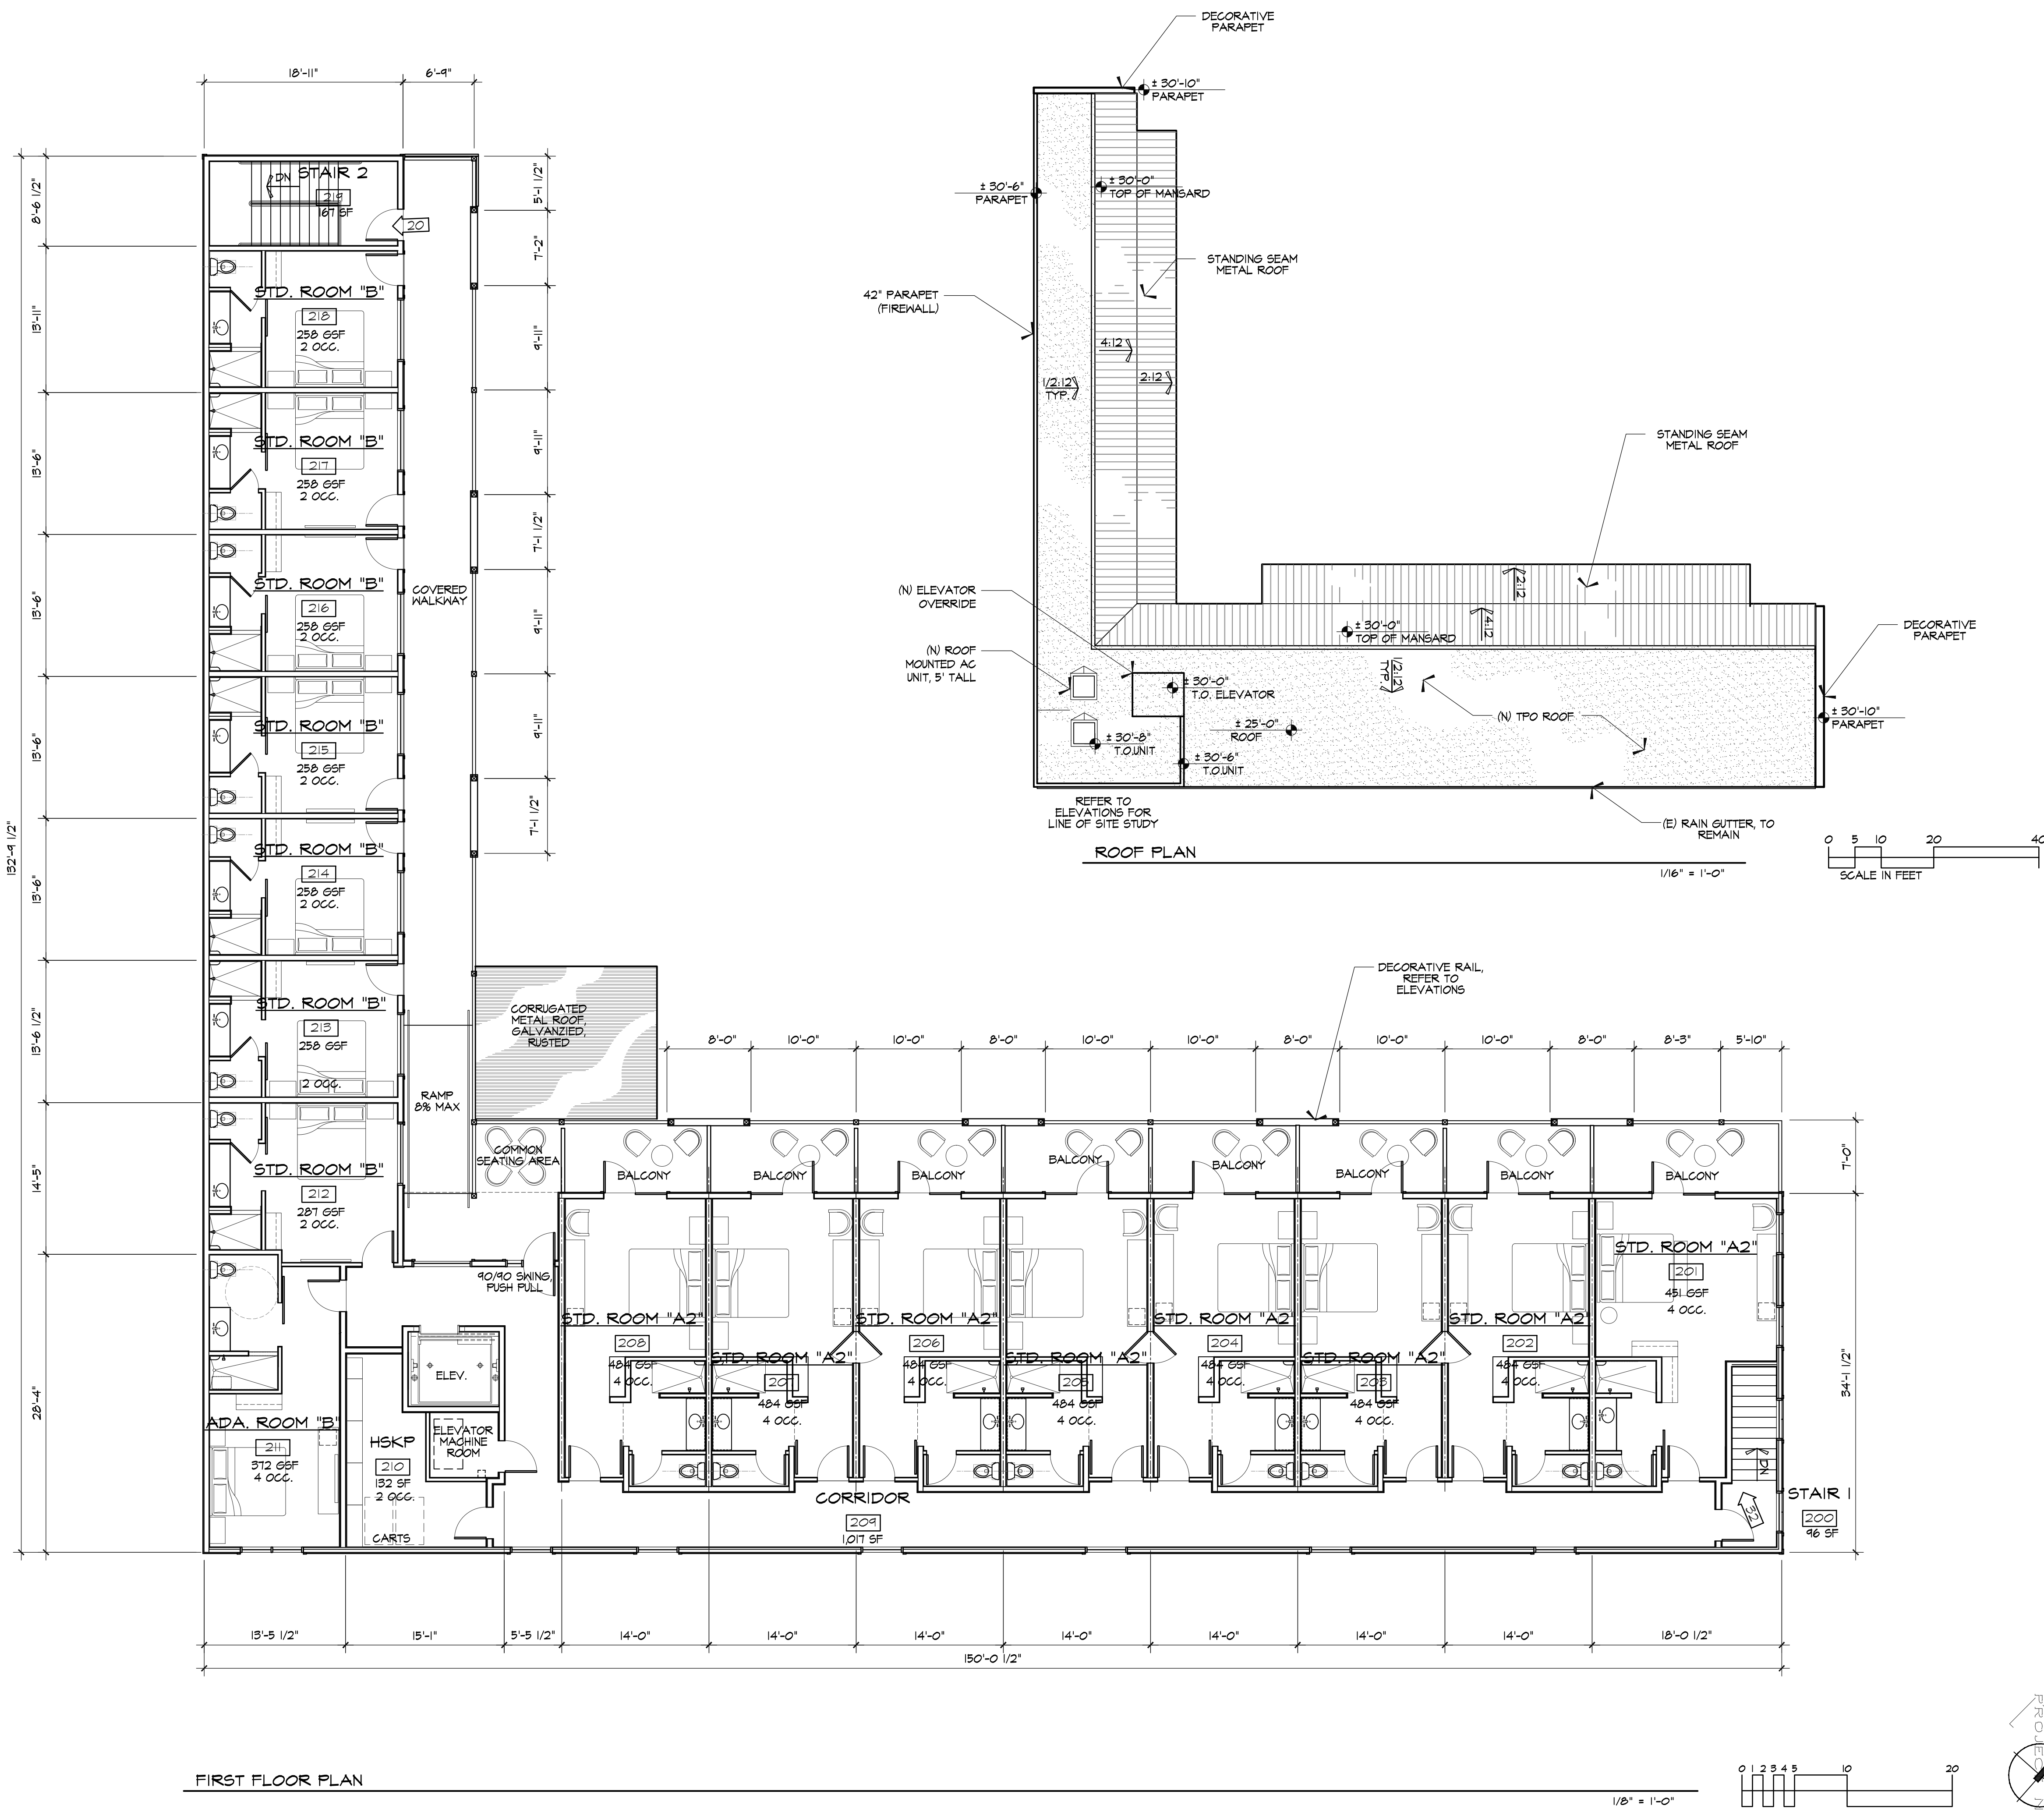 DECORATIVE
PARAPET
± 30'-10"
PARAPET
± 30'-6"
PARAPET
± 30'-0"
TOP OF MANSARD
STANDING SEAM
METAL ROOF
42" PARAPET
(FIREWALL)
4:12
2:12
1/2:12
TYP.
STANDING SEAM
METAL ROOF
(N) ELEVATOR
OVERRIDE
(N) ROOF
MOUNTED AC
UNIT, 5' TALL
2:12
4:12
± 30'-0"
TOP OF MANSARD
DECORATIVE
PARAPET
1/2:12
TYP.
± 30'-0"
T.O. ELEVATOR
± 25'-0"
ROOF
(N) TPO ROOF
± 30'-10"
PARAPET
± 30'-8"
T.O.UNIT
± 30'-6"
T.O.UNIT
REFER TO
ELEVATIONS FOR
LINE OF SITE STUDY
(E) RAIN GUTTER, TO
REMAIN
ROOF PLAN
1/16" = 1'-0"
0 5 10 20 40
SCALE IN FEET
18'-11"
6'-9"
132'-9 1/2"
8'-6 1/2"
13'-11"
13'-6"
13'-6"
13'-6"
13'-6"
13'-6 1/2"
14'-5"
28'-4"
5'-1 1/2"
7'-2"
9'-11"
9'-11"
7'-1 1/2"
9'-11"
9'-11"
7'-1 1/2"
DN
STAIR 2
219
167 SF
20
STD. ROOM "B"
218
258 GSF
2 OCC.
STD. ROOM "B"
217
258 GSF
2 OCC.
STD. ROOM "B"
216
258 GSF
2 OCC.
COVERED
WALKWAY
STD. ROOM "B"
215
258 GSF
2 OCC.
STD. ROOM "B"
214
258 GSF
2 OCC.
STD. ROOM "B"
213
258 GSF
2 OCC.
RAMP
8% MAX
CORRUGATED
METAL ROOF,
GALVANZIED,
RUSTED
DECORATIVE RAIL,
REFER TO
ELEVATIONS
8'-0"
10'-0"
10'-0"
8'-0"
10'-0"
10'-0"
8'-0"
10'-0"
10'-0"
8'-0"
8'-3"
5'-10"
STD. ROOM "B"
212
287 GSF
2 OCC.
COMMON
SEATING AREA
BALCONY
BALCONY
BALCONY
BALCONY
BALCONY
BALCONY
BALCONY
BALCONY
7'-0"
34'-1 1/2"
90/90 SWING,
PUSH PULL
STD. ROOM "A2"
208
484 GSF
4 OCC.
STD. ROOM "A2"
207
484 GSF
4 OCC.
STD. ROOM "A2"
206
484 GSF
4 OCC.
STD. ROOM "A2"
205
484 GSF
4 OCC.
STD. ROOM "A2"
204
484 GSF
4 OCC.
STD. ROOM "A2"
203
484 GSF
4 OCC.
STD. ROOM "A2"
202
484 GSF
4 OCC.
STD. ROOM "A2"
201
451 GSF
4 OCC.
ELEV.
ELEVATOR
MACHINE
ROOM
ADA. ROOM "B"
211
372 GSF
4 OCC.
HSKP
210
132 SF
2 OCC.
CARTS
CORRIDOR
209
1,017 SF
DN
32
STAIR 1
200
96 SF
13'-5 1/2"
15'-1"
5'-5 1/2"
14'-0"
14'-0"
14'-0"
14'-0"
14'-0"
14'-0"
14'-0"
18'-0 1/2"
150'-0 1/2"
FIRST FLOOR PLAN
1/8" = 1'-0"
0 1 2 3 4 5 10 20